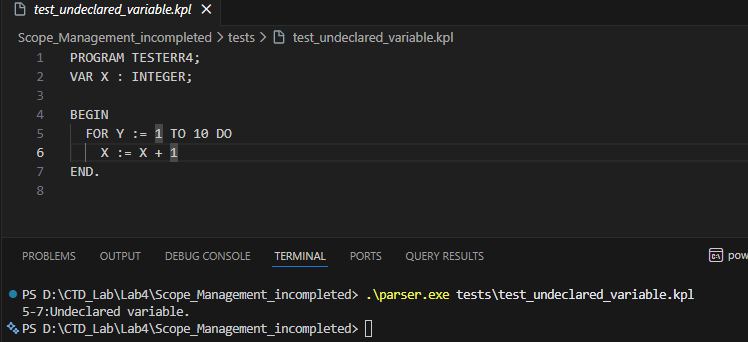 test_undeclared_variable.kpl
Scope_Management_incompleted > tests > test_undeclared_variable.kpl
1 PROGRAM TESTERR4;
2 VAR X : INTEGER;
3
4 BEGIN
5 FOR Y := 1 TO 10 DO
6 X := X + 1
7 END.
8
PROBLEMS OUTPUT DEBUG CONSOLE TERMINAL PORTS QUERY RESULTS pow
PS D:\CTD_Lab\Lab4\Scope_Management_incompleted> .\parser.exe tests\test_undeclared_variable.kpl
5-7:Undeclared variable.
PS D:\CTD_Lab\Lab4\Scope_Management_incompleted>